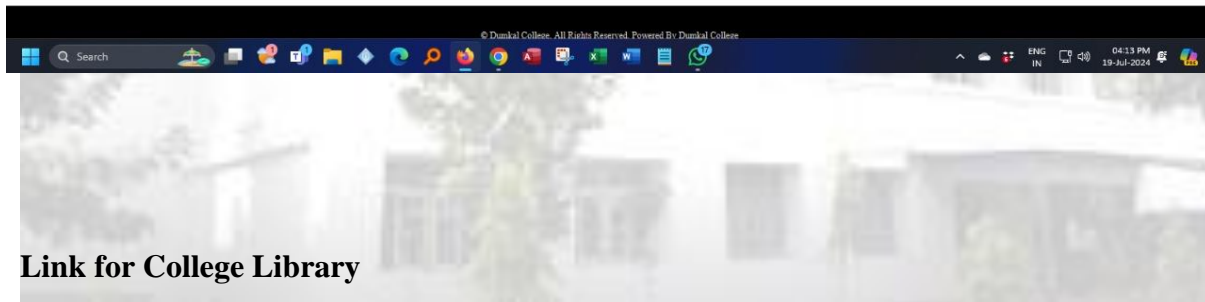 © Dumkal College. All Rights Reserved. Powered By Dumkal College
Search
17
ENG
IN
04:13 PM
19-Jul-2024
Link for College Library